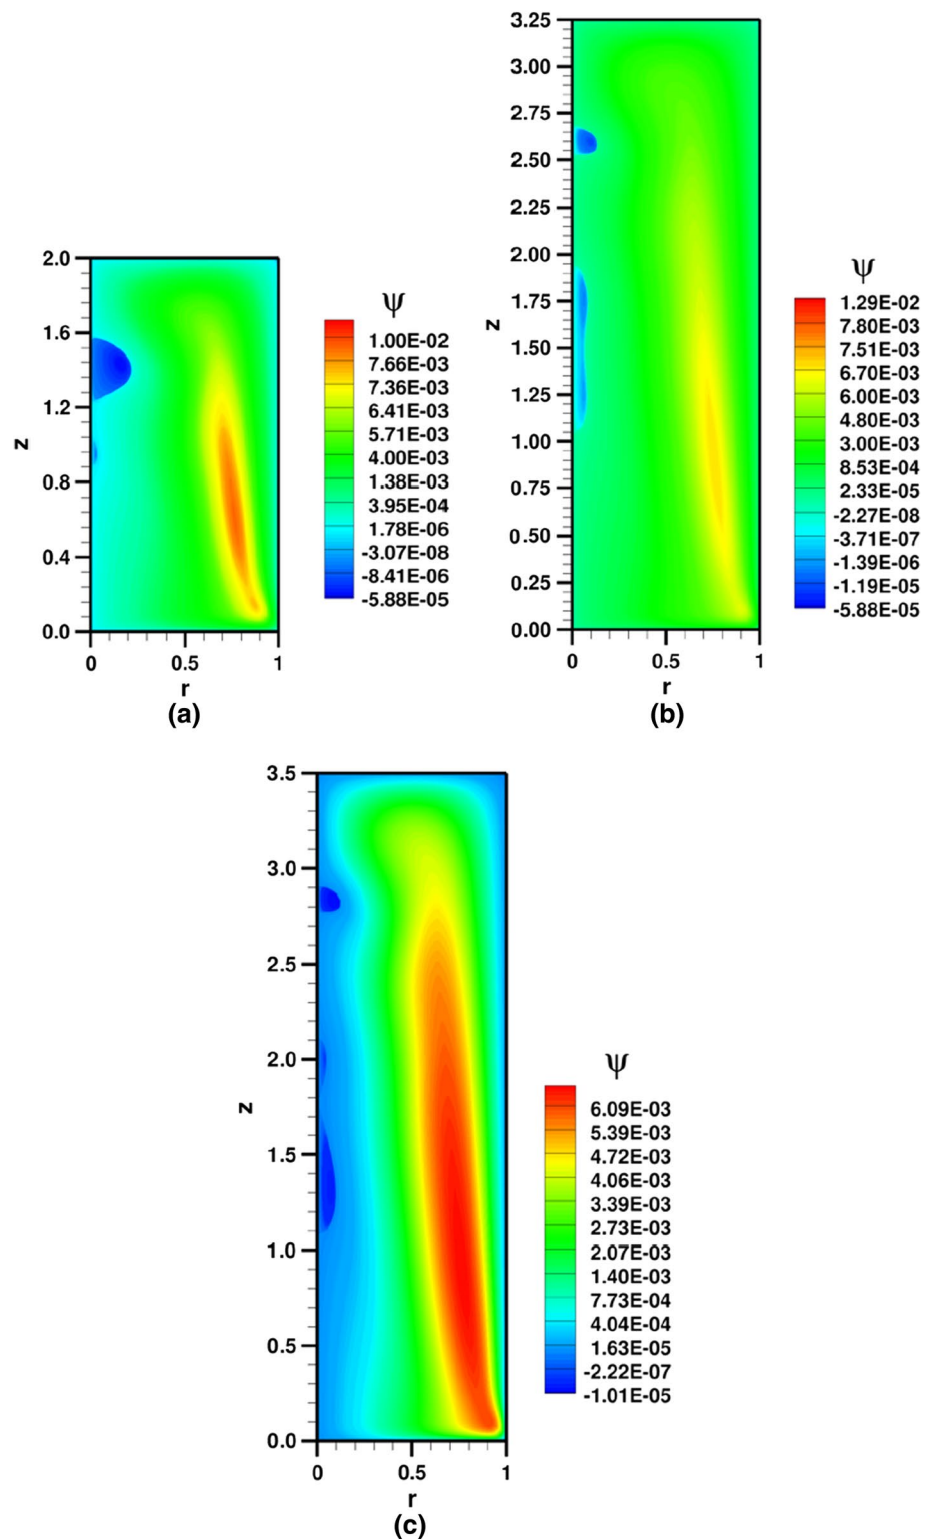 ψ
2.0
1.6
1.2
0.8
0.4
0.0
z
0 0.5 1
r
(a)
1.00E-02
7.66E-03
7.36E-03
6.41E-03
5.71E-03
4.00E-03
1.38E-03
3.95E-04
1.78E-06
-3.07E-08
-8.41E-06
-5.88E-05
3.25
3.00
2.75
2.50
2.25
2.00
1.75
1.50
1.25
1.00
0.75
0.50
0.25
0.00
z
0 0.5 1
r
(b)
ψ
1.29E-02
7.80E-03
7.51E-03
6.70E-03
6.00E-03
4.80E-03
3.00E-03
8.53E-04
2.33E-05
-2.27E-08
-3.71E-07
-1.39E-06
-1.19E-05
-5.88E-05
3.5
3.0
2.5
2.0
1.5
1.0
0.5
0.0
z
0 0.5 1
r
(c)
ψ
6.09E-03
5.39E-03
4.72E-03
4.06E-03
3.39E-03
2.73E-03
2.07E-03
1.40E-03
7.73E-04
4.04E-04
1.63E-05
-2.22E-07
-1.01E-05